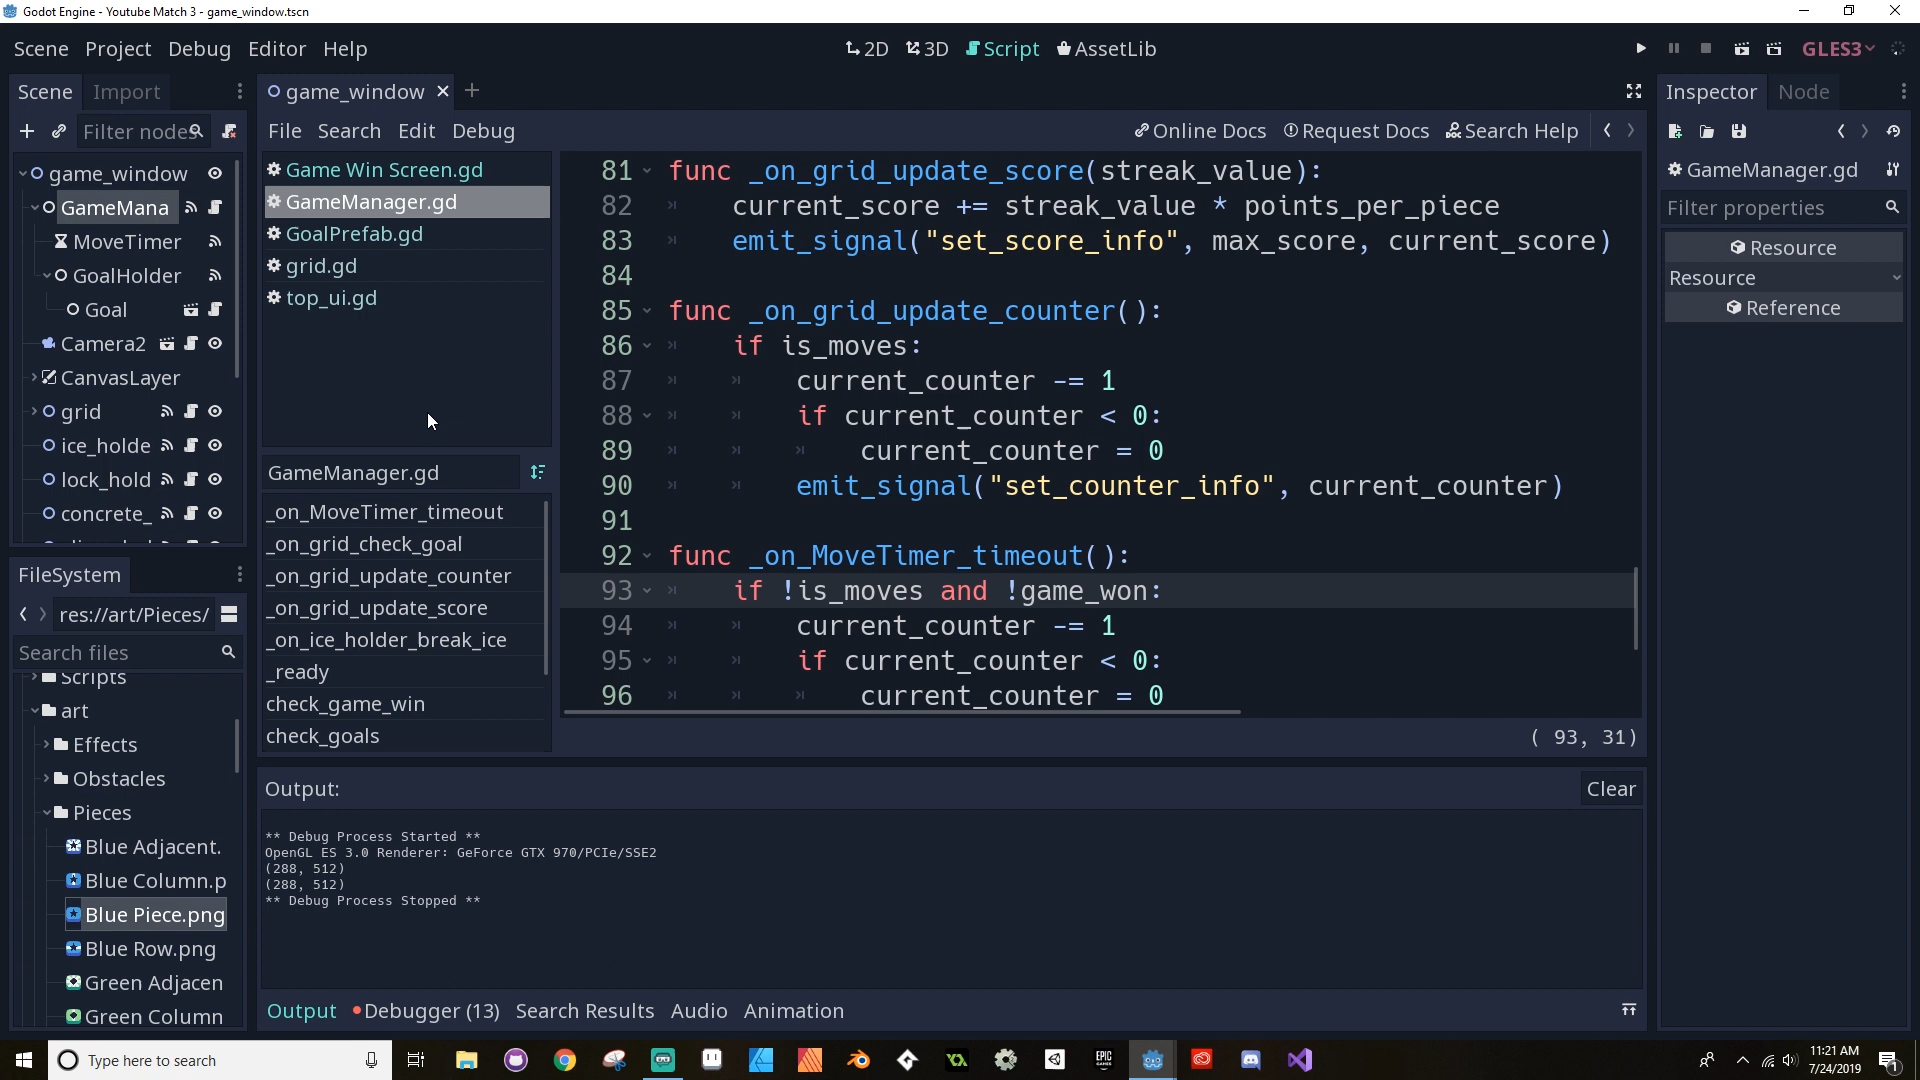 Godot Engine - Youtube Match 3 - game_window.tscn
Scene Project Debug Editor Help
2D 3D Script AssetLib
GLES3
Scene Import
Filter nodes
game_window
GameMana
MoveTimer
GoalHolder
Goal
Camera2
CanvasLayer
grid
ice_holde
lock_hold
concrete_
FileSystem
res://art/Pieces/
Search files
Scripts
art
Effects
Obstacles
Pieces
Blue Adjacent.
Blue Column.p
Blue Piece.png
Blue Row.png
Green Adjacen
Green Column
game_window
File Search Edit Debug
Online Docs Request Docs Search Help
Game Win Screen.gd
GameManager.gd
GoalPrefab.gd
grid.gd
top_ui.gd
GameManager.gd
_on_MoveTimer_timeout
_on_grid_check_goal
_on_grid_update_counter
_on_grid_update_score
_on_ice_holder_break_ice
_ready
check_game_win
check_goals
81 func _on_grid_update_score(streak_value):
82 current_score += streak_value * points_per_piece
83 emit_signal("set_score_info", max_score, current_score)
84
85 func _on_grid_update_counter():
86 if is_moves:
87 current_counter -= 1
88 if current_counter < 0:
89 current_counter = 0
90 emit_signal("set_counter_info", current_counter)
91
92 func _on_MoveTimer_timeout():
93 if !is_moves and !game_won:
94 current_counter -= 1
95 if current_counter < 0:
96 current_counter = 0
( 93, 31)
Output:
Clear
** Debug Process Started **
OpenGL ES 3.0 Renderer: GeForce GTX 970/PCIe/SSE2
(288, 512)
(288, 512)
** Debug Process Stopped **
Output Debugger (13) Search Results Audio Animation
Inspector Node
GameManager.gd
Filter properties
Resource
Resource
Reference
Type here to search
EPIC GAMES
11:21 AM
7/24/2019
1